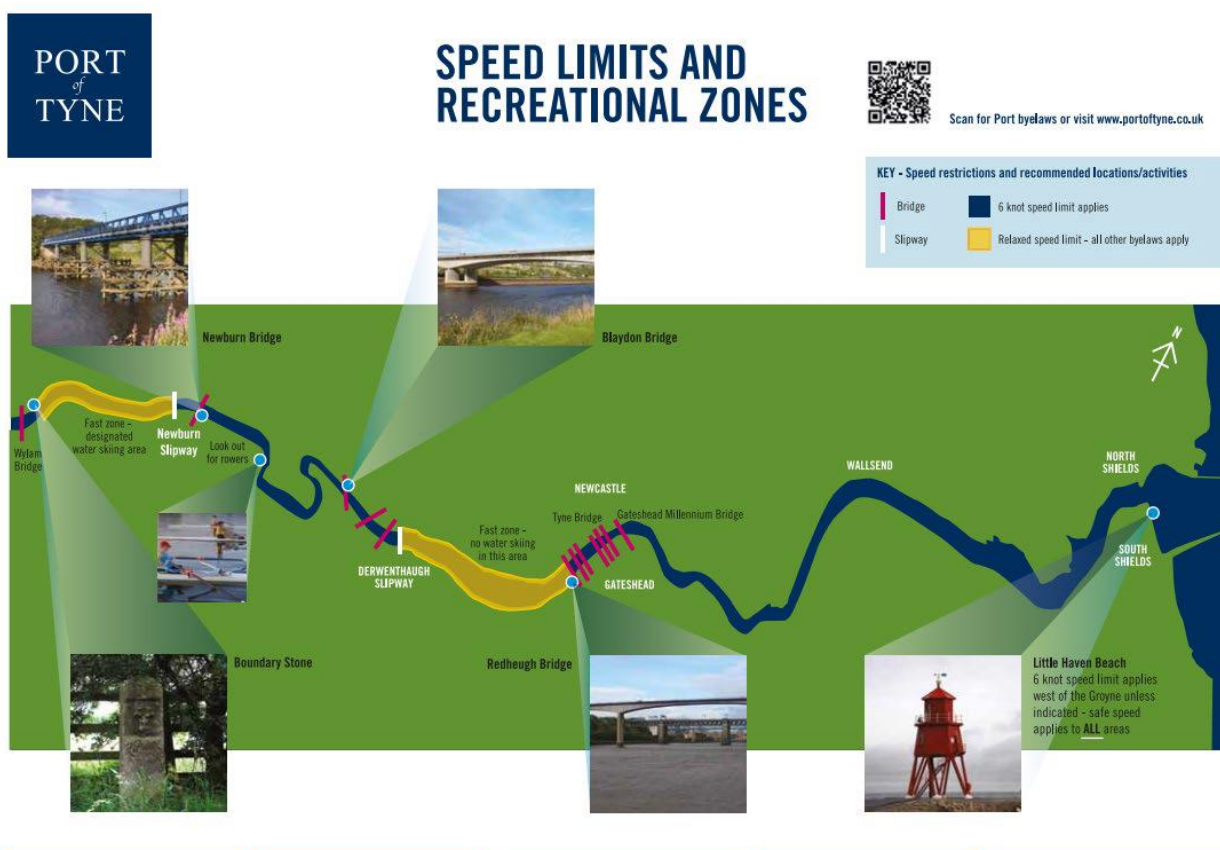 PORT
of
TYNE
SPEED LIMITS AND
RECREATIONAL ZONES
Scan for Port byelaws or visit www.portoftyne.co.uk
KEY - Speed restrictions and recommended locations/activities
Bridge
6 knot speed limit applies
Slipway
Relaxed speed limit - all other byelaws apply
Newburn Bridge
Blaydon Bridge
N
Wylam
Bridge
Fast zone -
designated
water skiing area
Newburn
Slipway
Look out
for rowers
DERWENTHAUGH
SLIPWAY
Fast zone -
no water skiing
in this area
NEWCASTLE
Tyne Bridge
Gateshead Millennium Bridge
GATESHEAD
WALLSEND
NORTH
SHIELDS
SOUTH
SHIELDS
Boundary Stone
Redheugh Bridge
Little Haven Beach
6 knot speed limit applies
west of the Groyne unless
indicated - safe speed
applies to ALL areas